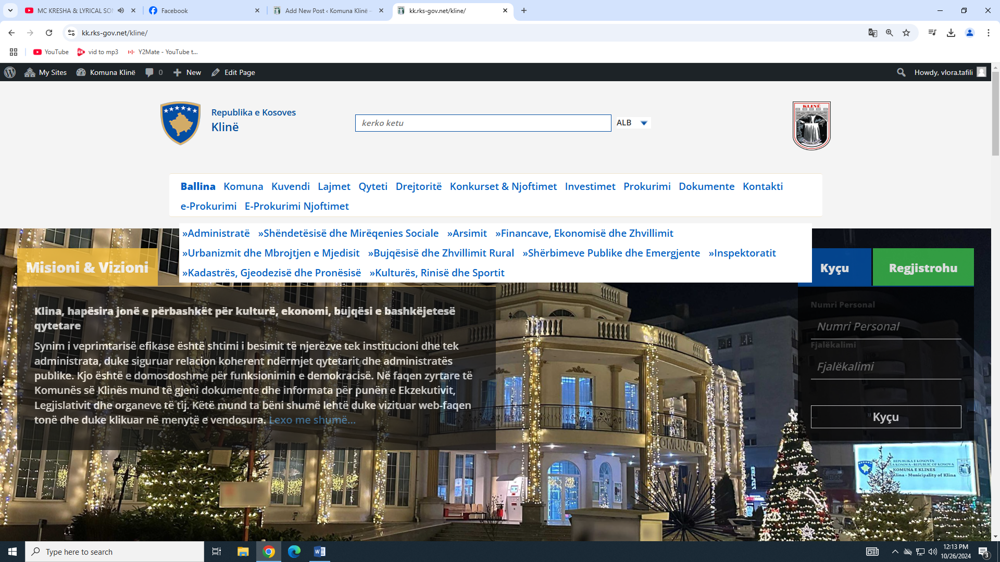 MC KRESHA & LYRICAL SON
Facebook
Add New Post ‹ Komuna Klinë –
kk.rks-gov.net/kline/
kk.rks-gov.net/kline/
YouTube
vid to mp3
Y2Mate - YouTube t...
My Sites
Komuna Klinë
0
New
Edit Page
Howdy, vlora.tafili
Republika e Kosoves
Klinë
kerko ketu
ALB
KLINË
Ballina Komuna Kuvendi Lajmet Qyteti Drejtoritë Konkurset & Njoftimet Investimet Prokurimi Dokumente Kontakti
e-Prokurimi E-Prokurimi Njoftimet
»Administratë »Shëndetësisë dhe Mirëqenies Sociale »Arsimit »Financave, Ekonomisë dhe Zhvillimit
»Urbanizmit dhe Mbrojtjen e Mjedisit »Bujqësisë dhe Zhvillimit Rural »Shërbimeve Publike dhe Emergjente »Inspektoratit
»Kadastrës, Gjeodezisë dhe Pronësisë »Kulturës, Rinisë dhe Sportit
Misioni & Vizioni
Klina, hapësira jonë e përbashkët për kulturë, ekonomi, bujqësi e bashkëjetesë
qytetare
Synim i veprimtarisë efikase është shtimi i besimit të njerëzve tek institucioni dhe tek
administrata, duke siguruar relacion koherent ndërmjet qytetarit dhe administratës
publike. Kjo është e domosdoshme për funksionimin e demokracisë. Në faqen zyrtare të
Komunës së Klinës mund të gjeni dokumente dhe informata për punën e Ekzekutivit,
Legjislativit dhe organeve të tij. Këtë mund ta bëni shumë lehtë duke vizituar web-faqen
tonë dhe duke klikuar në menytë e vendosura. Lexo me shumë...
Kyçu
Regjistrohu
Numri Personal
Numri Personal
Fjalëkalimi
Fjalëkalimi
Kyçu
KOMUNA KL
REPUBLIKA E KOSOVËS
A KOSOVA - REPUBLIC OF KOSOVA
KOMUNA E KLINËS
Klina - Municipality of Klina
Type here to search
12:13 PM
10/26/2024
3